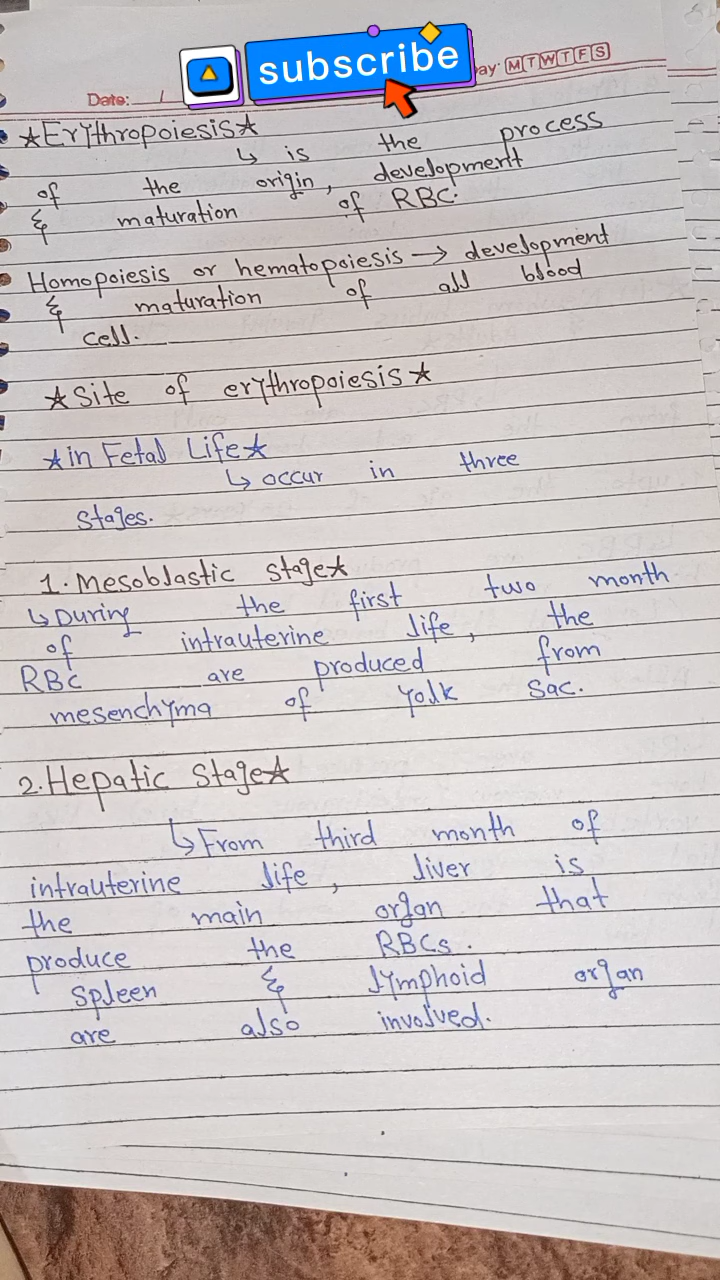 subscribe
Day: M T W T F S
Date: /
★Erythropoiesis★
↳ is the process
of the origin, development
& maturation of RBC.
Homopoiesis or hematopoiesis → development
& maturation of all blood
cell.
★Site of erythropoiesis★
★in Fetal Life★
↳ occur in three
stages.
1. Mesoblastic stage★
↳ During the first two month
of intrauterine life, the
RBC are produced from
mesenchyma of yolk sac.
2. Hepatic Stage★
↳ From third month of
intrauterine life, liver is
the main organ that
produce the RBCs.
Spleen & lymphoid organ
are also involved.